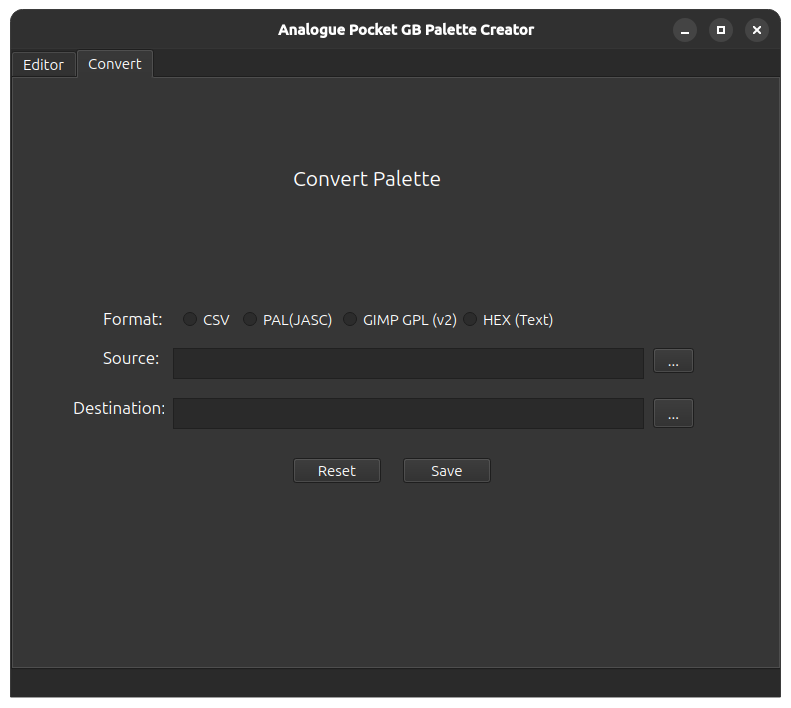 Analogue Pocket GB Palette Creator
Editor Convert
Convert Palette
Format: CSV PAL(JASC) GIMP GPL (v2) HEX (Text)
Source: ...
Destination: ...
Reset Save